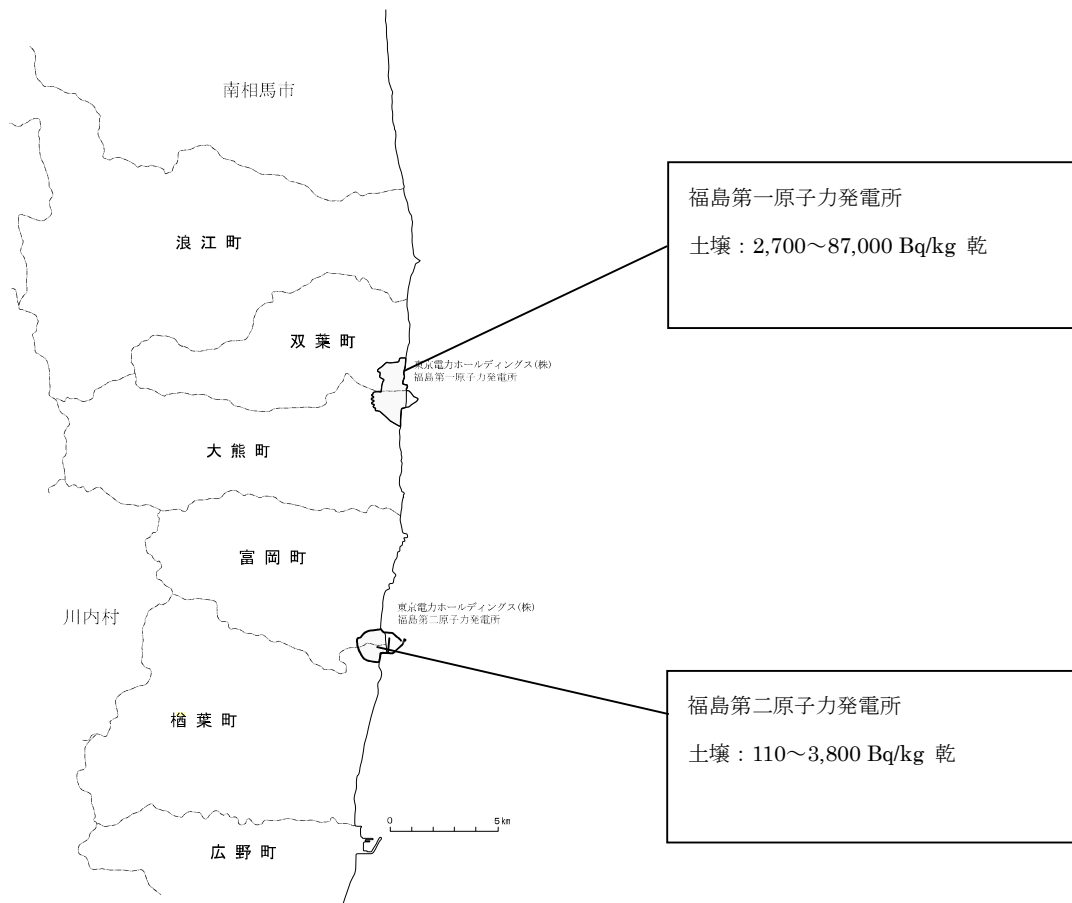 南相馬市
福島第一原子力発電所
土壌：2,700～87,000 Bq/kg 乾
浪江町
双葉町
東京電力ホールディングス(株)
福島第一原子力発電所
大熊町
富岡町
東京電力ホールディングス(株)
福島第二原子力発電所
川内村
福島第二原子力発電所
土壌：110～3,800 Bq/kg 乾
楢葉町
0 5km
広野町